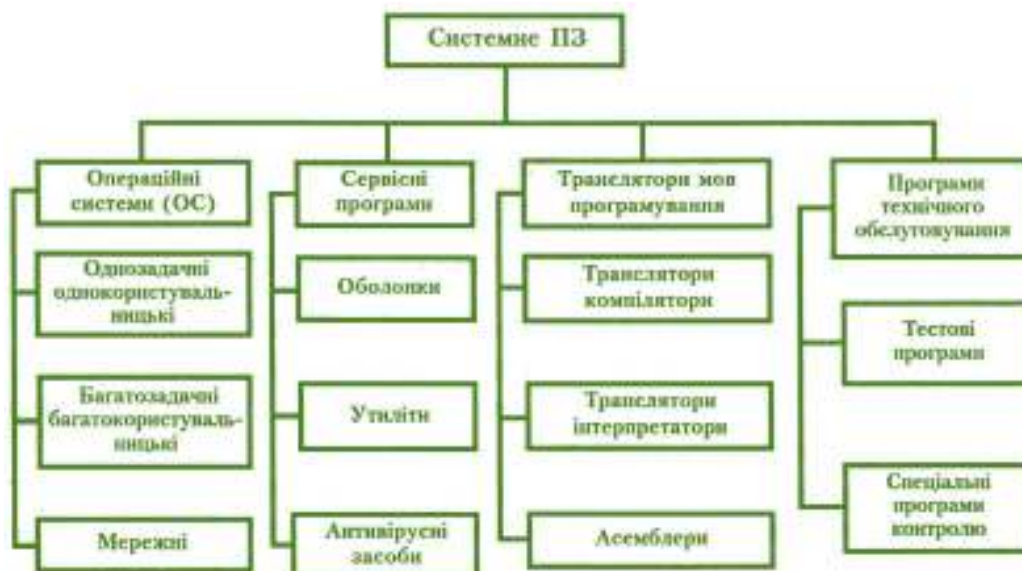 Системне ПЗ
Операційні
системи (ОС)
Сервісні
програми
Транслятори мов
програмування
Програми
технічного
обслутовування
Однозадачні
однокористуваль-
ницькі
Оболонки
Транслятори
компілятори
Тестові
програми
Багатозадачні
багатокористуваль-
ницькі
Утиліти
Транслятори
інтерпретатори
Спеціальні
програми
контролю
Мережні
Антивірусні
засоби
Асемблери